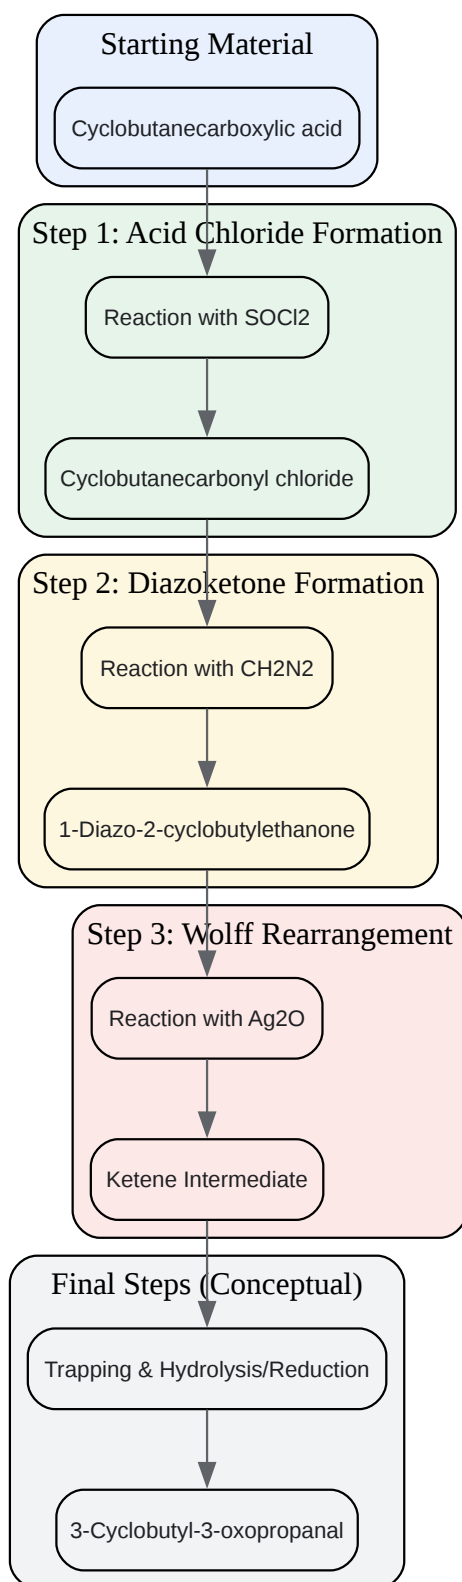 Starting Material
Cyclobutanecarboxylic acid
Step 1: Acid Chloride Formation
Reaction with SOCl2
Cyclobutanecarbonyl chloride
Step 2: Diazoketone Formation
Reaction with CH2N2
1-Diazo-2-cyclobutylethanone
Step 3: Wolff Rearrangement
Reaction with Ag2O
Ketene Intermediate
Final Steps (Conceptual)
Trapping & Hydrolysis/Reduction
3-Cyclobutyl-3-oxopropanal